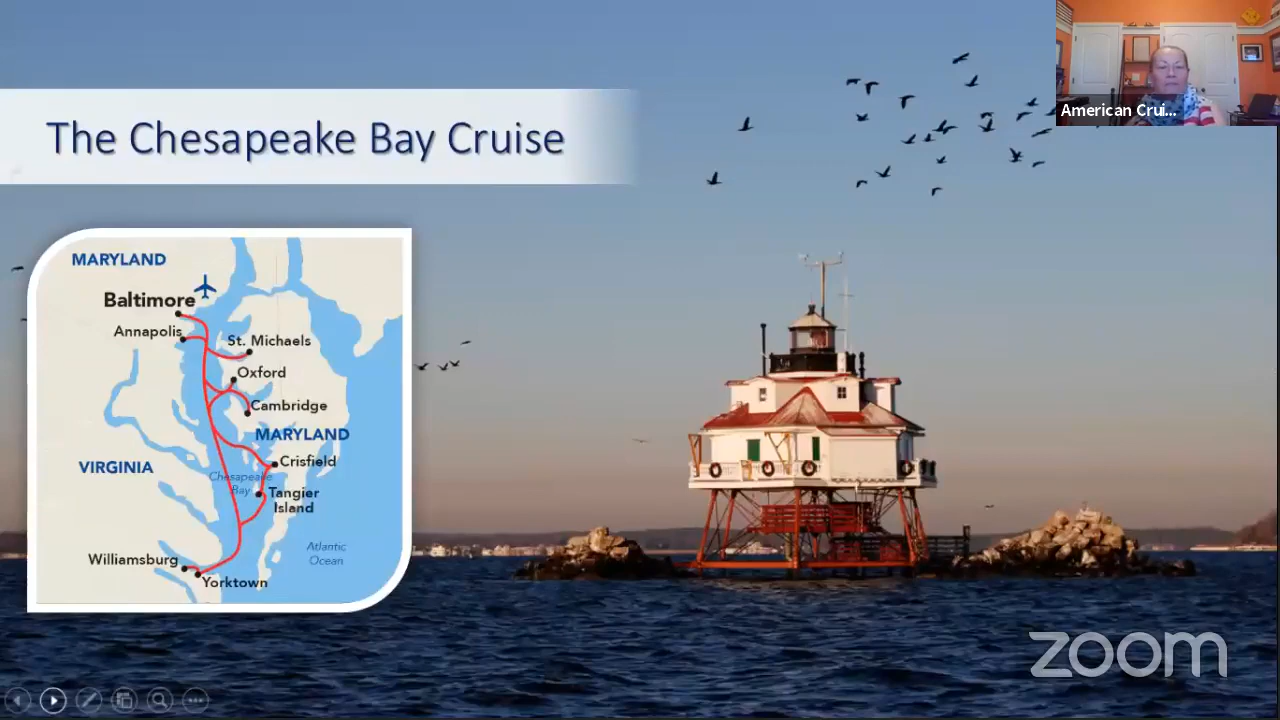 American Crui...
The Chesapeake Bay Cruise
MARYLAND
Baltimore
Annapolis
St. Michaels
Oxford
Cambridge
MARYLAND
Crisfield
VIRGINIA
Chesapeake
Bay
Tangier
Island
Atlantic
Ocean
Williamsburg
Yorktown
zoom